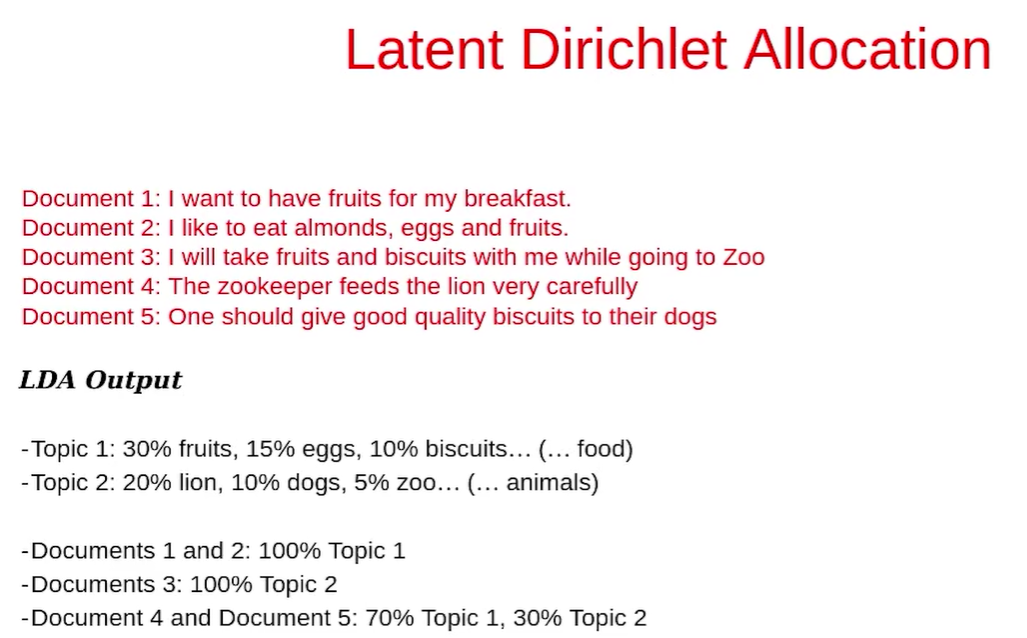 Latent Dirichlet Allocation
Document 1: I want to have fruits for my breakfast.
Document 2: I like to eat almonds, eggs and fruits.
Document 3: I will take fruits and biscuits with me while going to Zoo
Document 4: The zookeeper feeds the lion very carefully
Document 5: One should give good quality biscuits to their dogs
LDA Output
-Topic 1: 30% fruits, 15% eggs, 10% biscuits… (… food)
-Topic 2: 20% lion, 10% dogs, 5% zoo… (… animals)
-Documents 1 and 2: 100% Topic 1
-Documents 3: 100% Topic 2
-Document 4 and Document 5: 70% Topic 1, 30% Topic 2